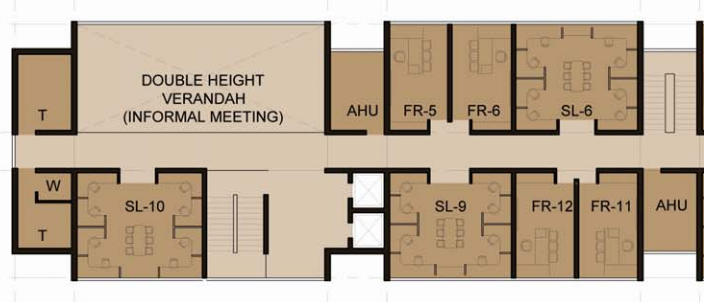 DOUBLE HEIGHT
VERANDAH
(INFORMAL MEETING)
T
AHU
FR-5
FR-6
SL-6
W
T
SL-10
SL-9
FR-12
FR-11
AHU